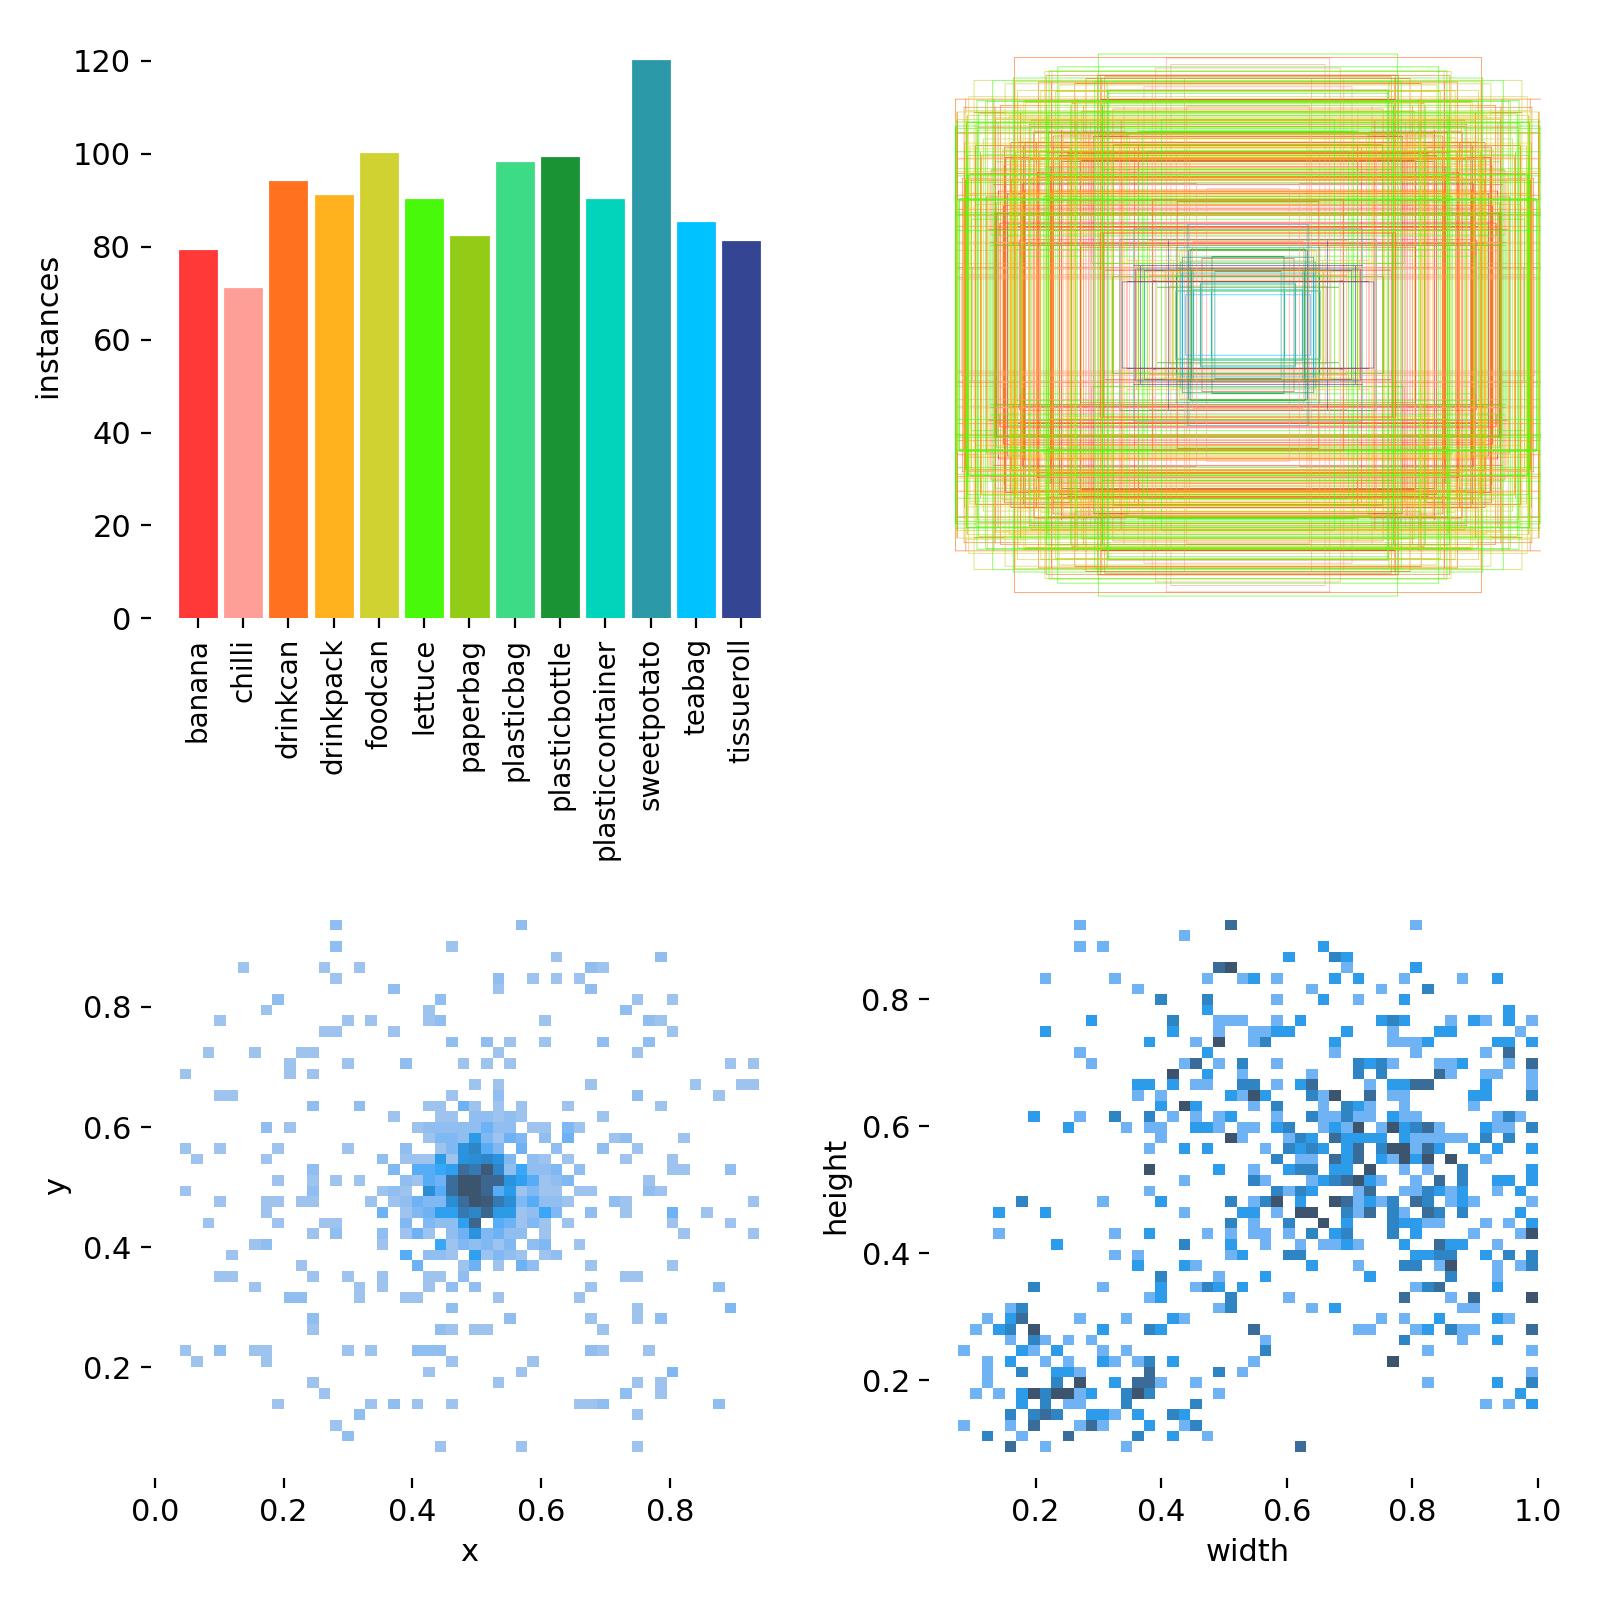 120
100
80
60
40
20
0
instances
banana
chilli
drinkcan
drinkpack
foodcan
lettuce
paperbag
plasticbag
plasticbottle
plasticcontainer
sweetpotato
teabag
tissueroll
0.8
0.6
0.4
0.2
y
0.0 0.2 0.4 0.6 0.8
x
0.8
0.6
0.4
0.2
height
0.2 0.4 0.6 0.8 1.0
width